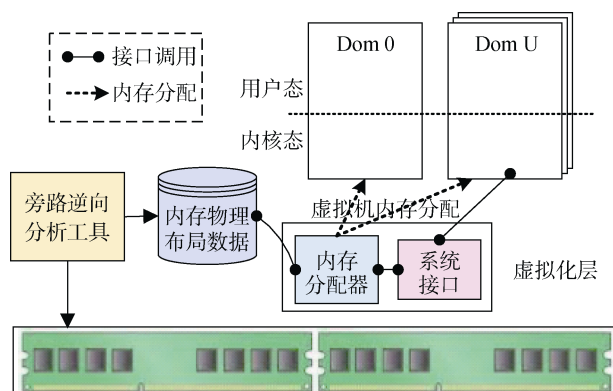 接口调用
内存分配
Dom 0
Dom U
用户态
内核态
旁路逆向
分析工具
内存物理
布局数据
虚拟机内存分配
内存
分配器
系统
接口
虚拟化层